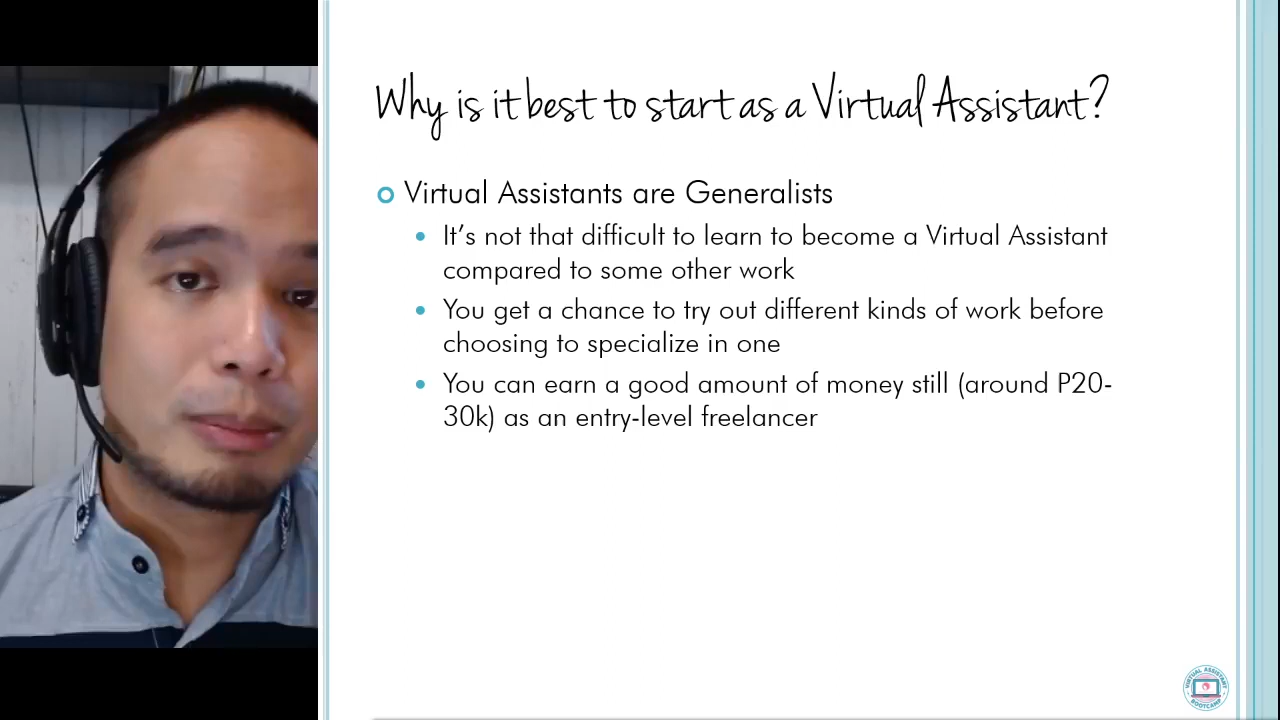 Why is it best to start as a Virtual Assistant?
Virtual Assistants are Generalists
It's not that difficult to learn to become a Virtual Assistant
compared to some other work
You get a chance to try out different kinds of work before
choosing to specialize in one
You can earn a good amount of money still (around P20-
30k) as an entry-level freelancer
VIRTUAL ASSISTANT
BOOTCAMP